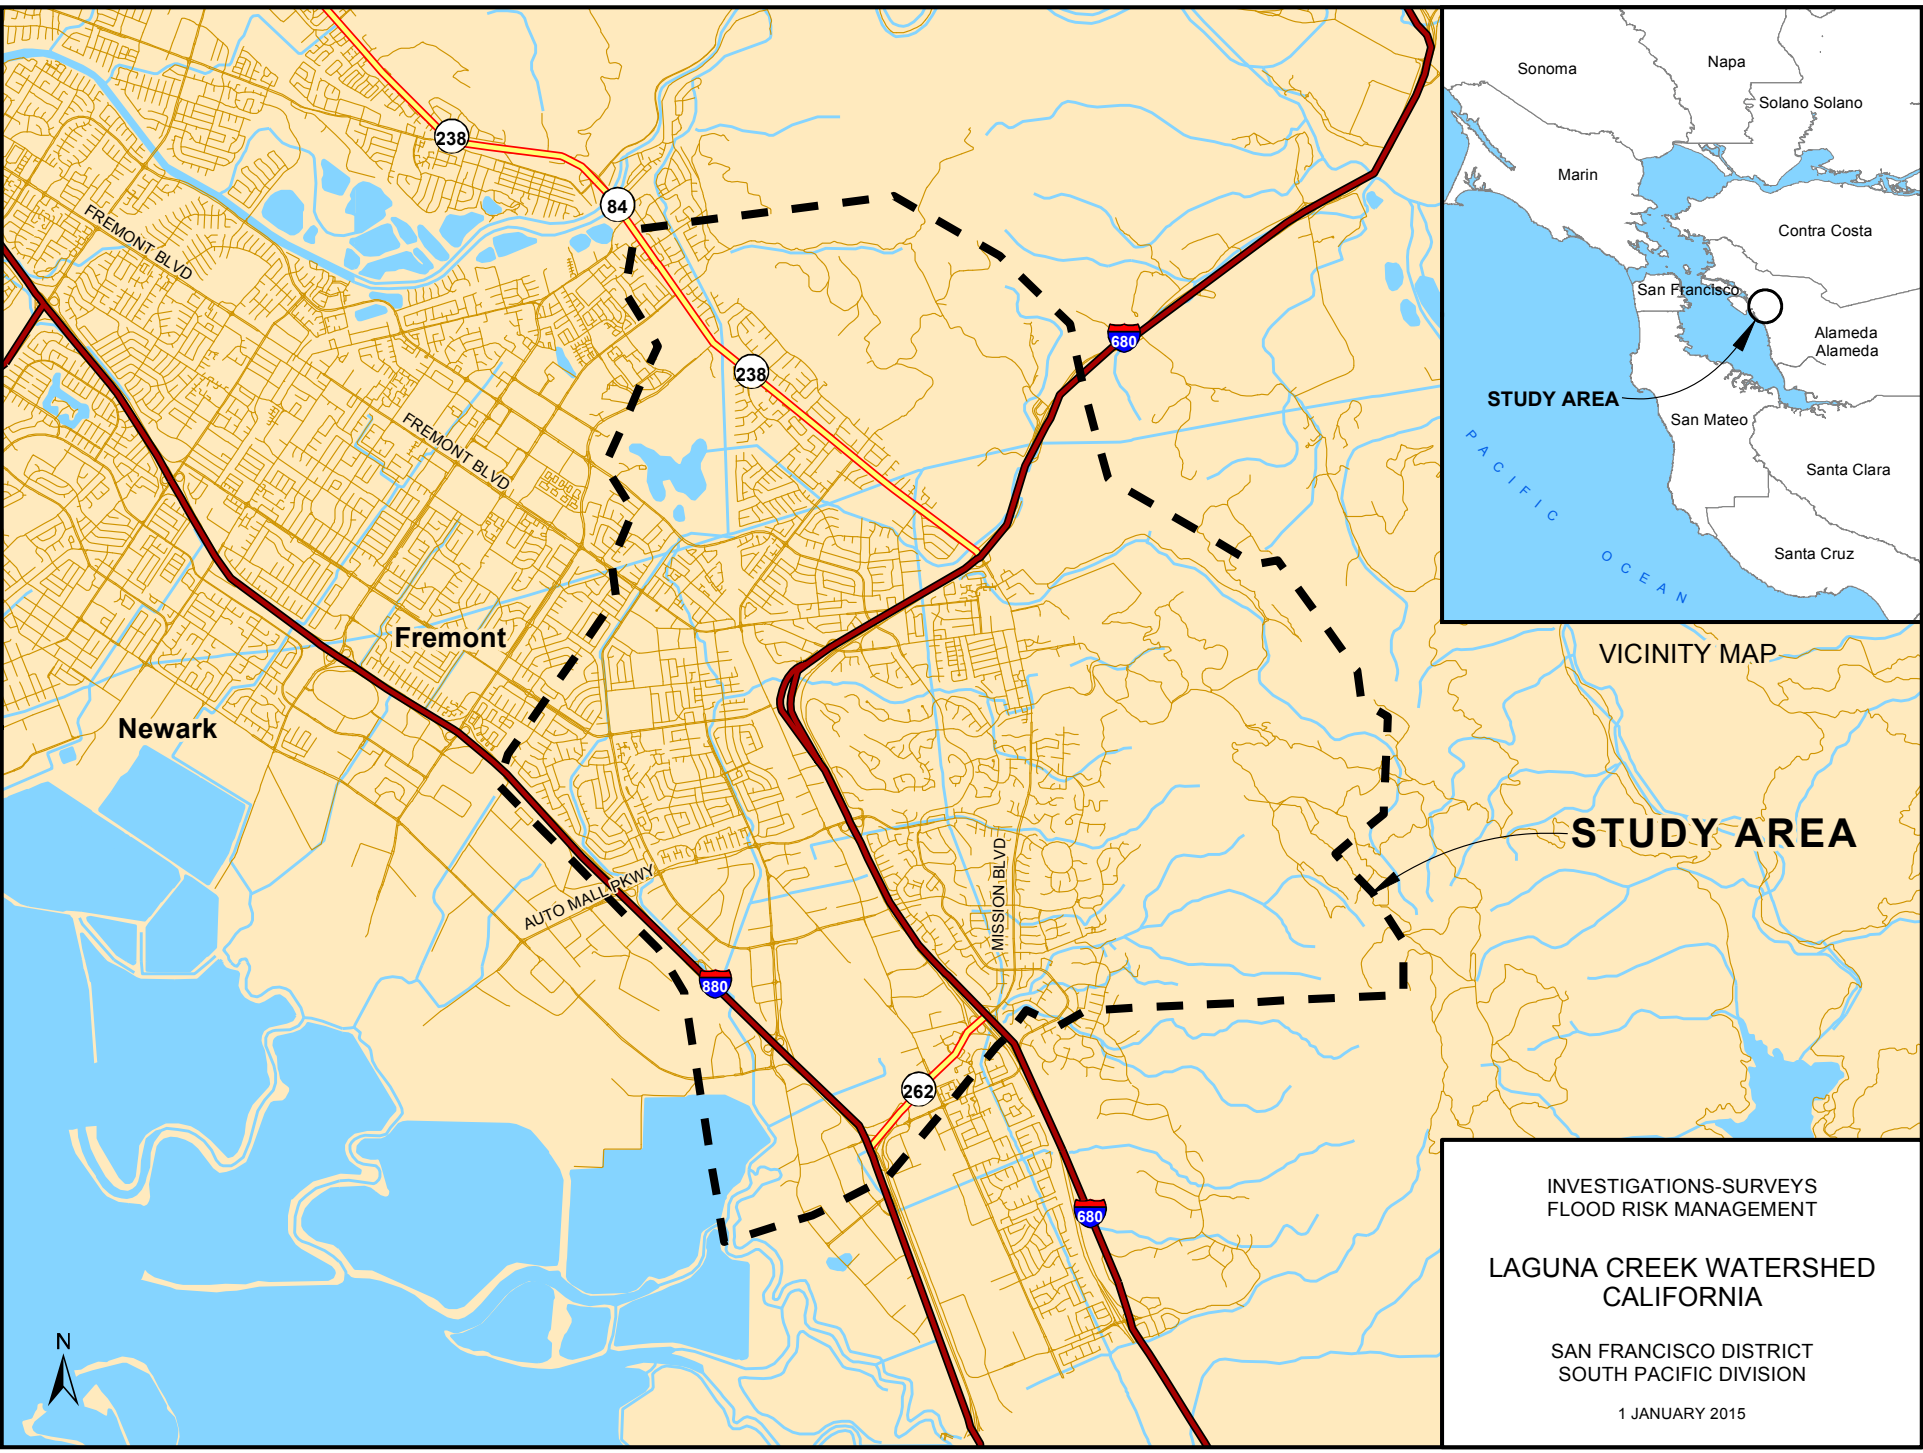 238
84
FREMONT BLVD
238
680
FREMONT BLVD
Fremont
Newark
AUTO MALL PKWY
MISSION BLVD
880
262
680
STUDY AREA
N
Sonoma
Napa
Solano Solano
Marin
Contra Costa
San Francisco
Alameda
Alameda
STUDY AREA
San Mateo
Santa Clara
PACIFIC OCEAN
Santa Cruz
VICINITY MAP
INVESTIGATIONS-SURVEYS
FLOOD RISK MANAGEMENT
LAGUNA CREEK WATERSHED
CALIFORNIA
SAN FRANCISCO DISTRICT
SOUTH PACIFIC DIVISION
1 JANUARY 2015